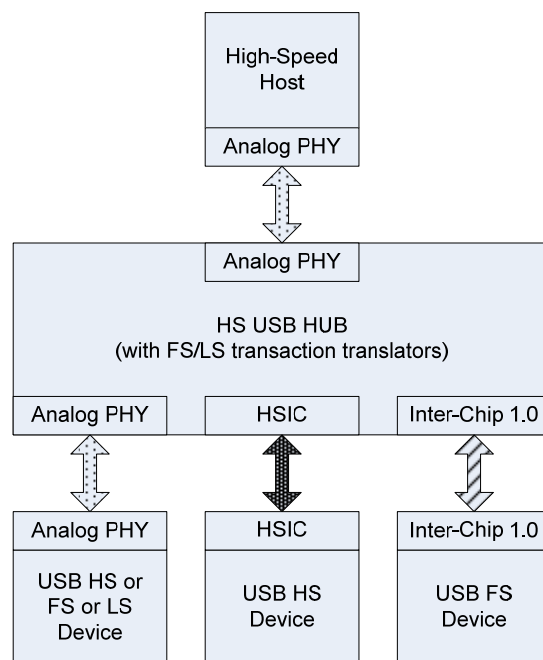 High-Speed
Host
Analog PHY
Analog PHY
HS USB HUB
(with FS/LS transaction translators)
Analog PHY
HSIC
Inter-Chip 1.0
Analog PHY
HSIC
Inter-Chip 1.0
USB HS or
FS or LS
Device
USB HS
Device
USB FS
Device